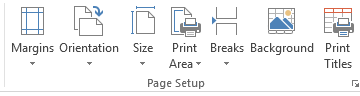 Margins Orientation Size Print Area Breaks Background Print Titles
Page Setup